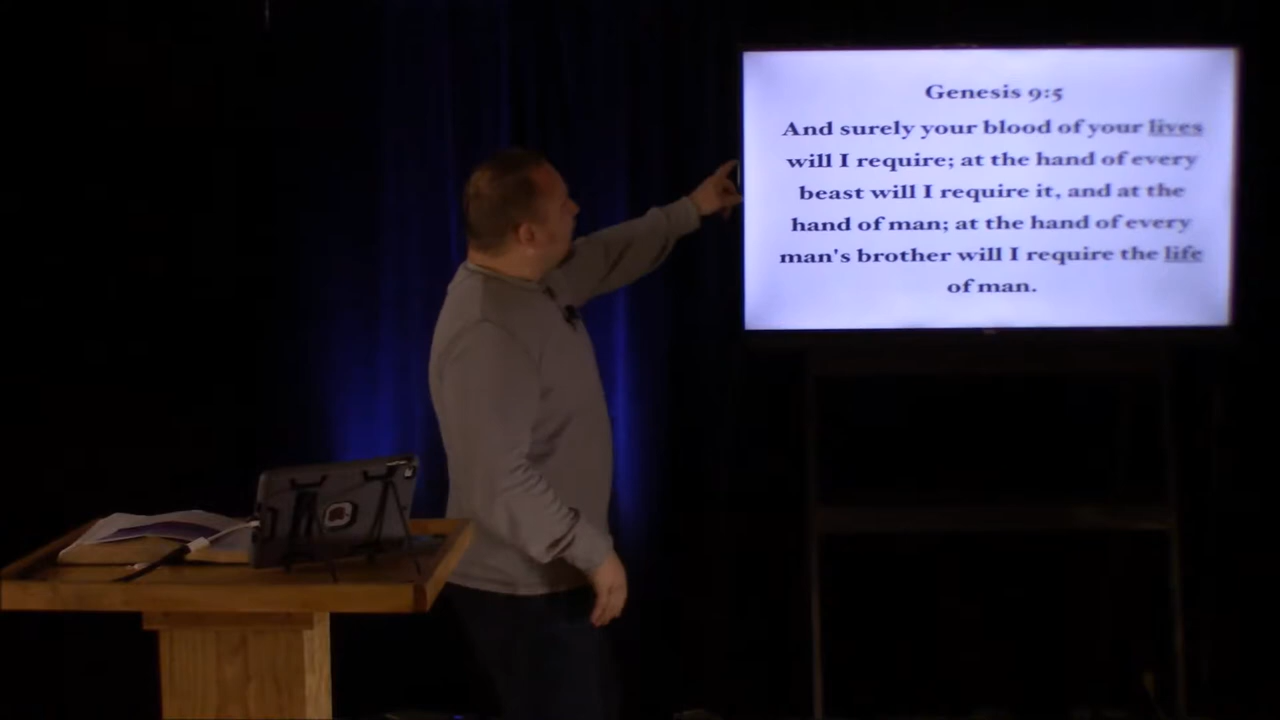 Genesis 9:5
And surely your blood of your lives
will I require; at the hand of every
beast will I require it, and at the
hand of man; at the hand of every
man's brother will I require the life
of man.